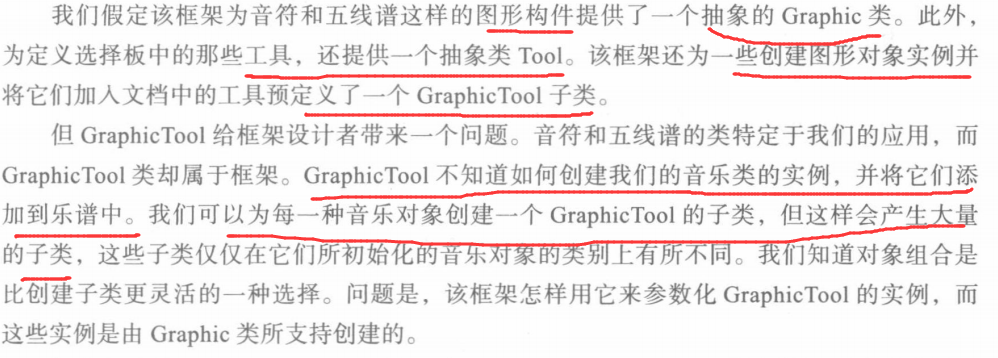 我们假定该框架为音符和五线谱这样的图形构件提供了一个抽象的 Graphic 类。此外，
为定义选择板中的那些工具，还提供一个抽象类 Tool。该框架还为一些创建图形对象实例并
将它们加入文档中的工具预定义了一个 GraphicTool 子类。
但 GraphicTool 给框架设计者带来一个问题。音符和五线谱的类特定于我们的应用，而
GraphicTool 类却属于框架。GraphicTool 不知道如何创建我们的音乐类的实例，并将它们添
加到乐谱中。我们可以为每一种音乐对象创建一个 GraphicTool 的子类，但这样会产生大量
的子类，这些子类仅仅在它们所初始化的音乐对象的类别上有所不同。我们知道对象组合是
比创建子类更灵活的一种选择。问题是，该框架怎样用它来参数化 GraphicTool 的实例，而
这些实例是由 Graphic 类所支持创建的。